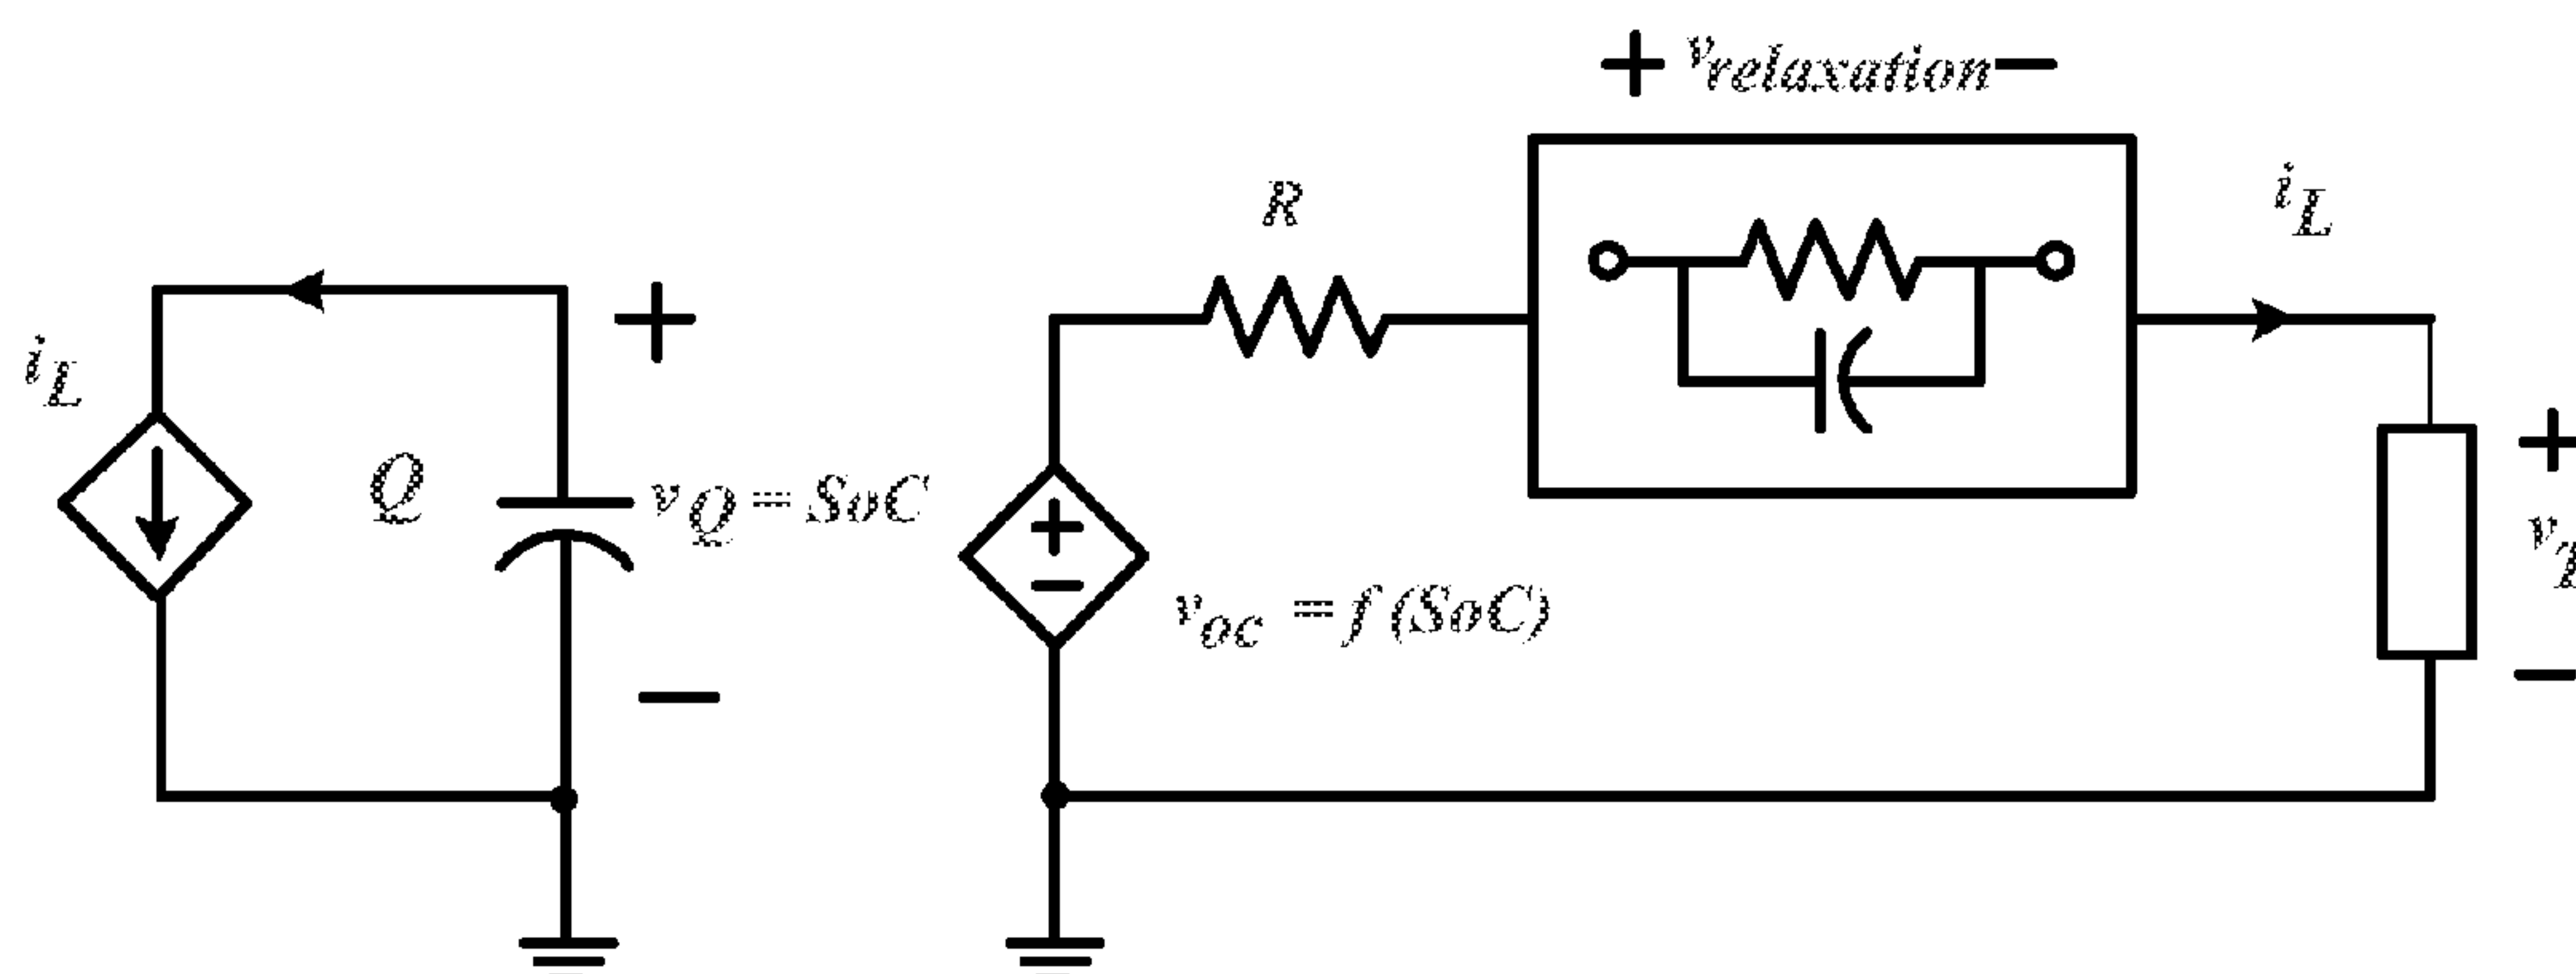 + v_relaxation −
R
i_L
i_L
+
Q
v_Q = SoC
−
+
−
v_oc = f (SoC)
+
−